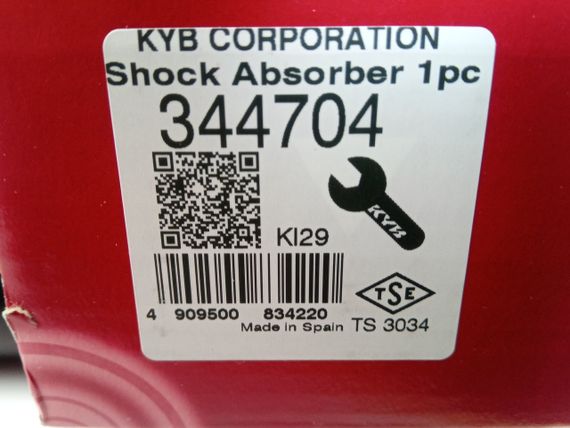 KYB CORPORATION
Shock Absorber 1pc
344704
KYB
KI29
4 909500 834220
TSE
Made in Spain TS 3034